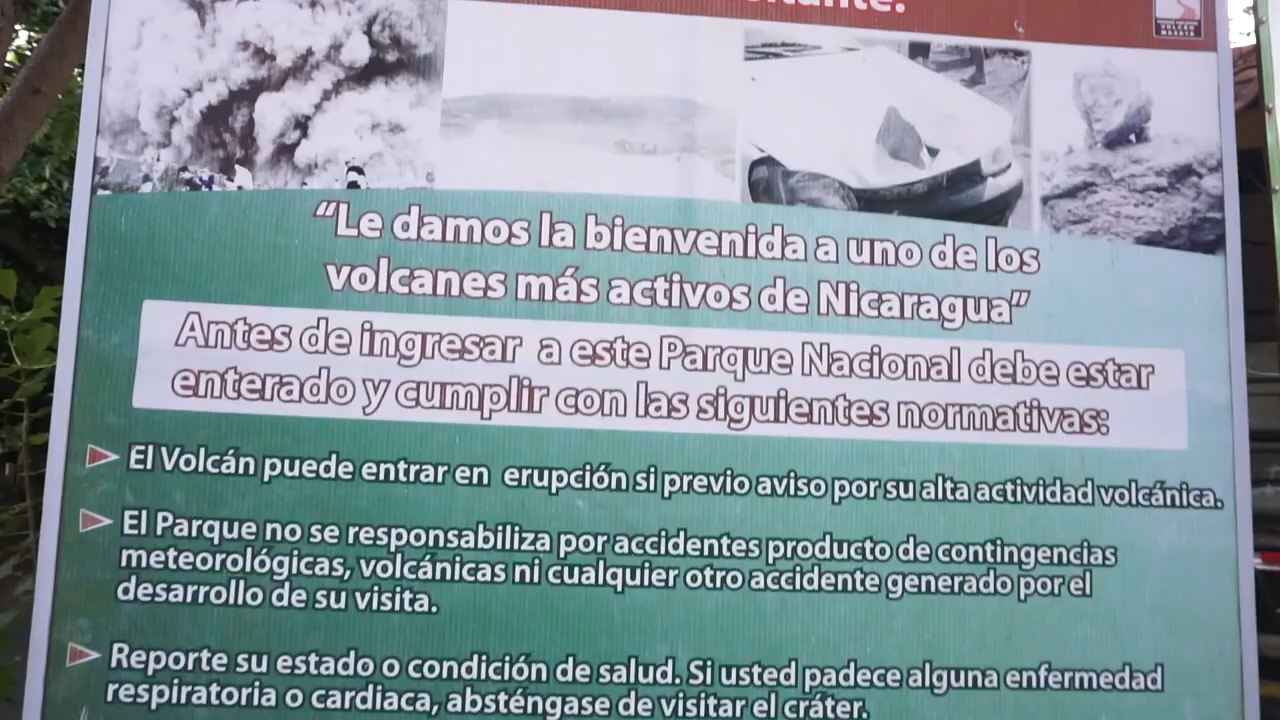 “Le damos la bienvenida a uno de los
volcanes más activos de Nicaragua”
Antes de ingresar a este Parque Nacional debe estar
enterado y cumplir con las siguientes normativas:
El Volcán puede entrar en erupción si previo aviso por su alta actividad volcánica.
El Parque no se responsabiliza por accidentes producto de contingencias
meteorológicas, volcánicas ni cualquier otro accidente generado por el
desarrollo de su visita.
Reporte su estado o condición de salud. Si usted padece alguna enfermedad
respiratoria o cardiaca, absténgase de visitar el cráter.